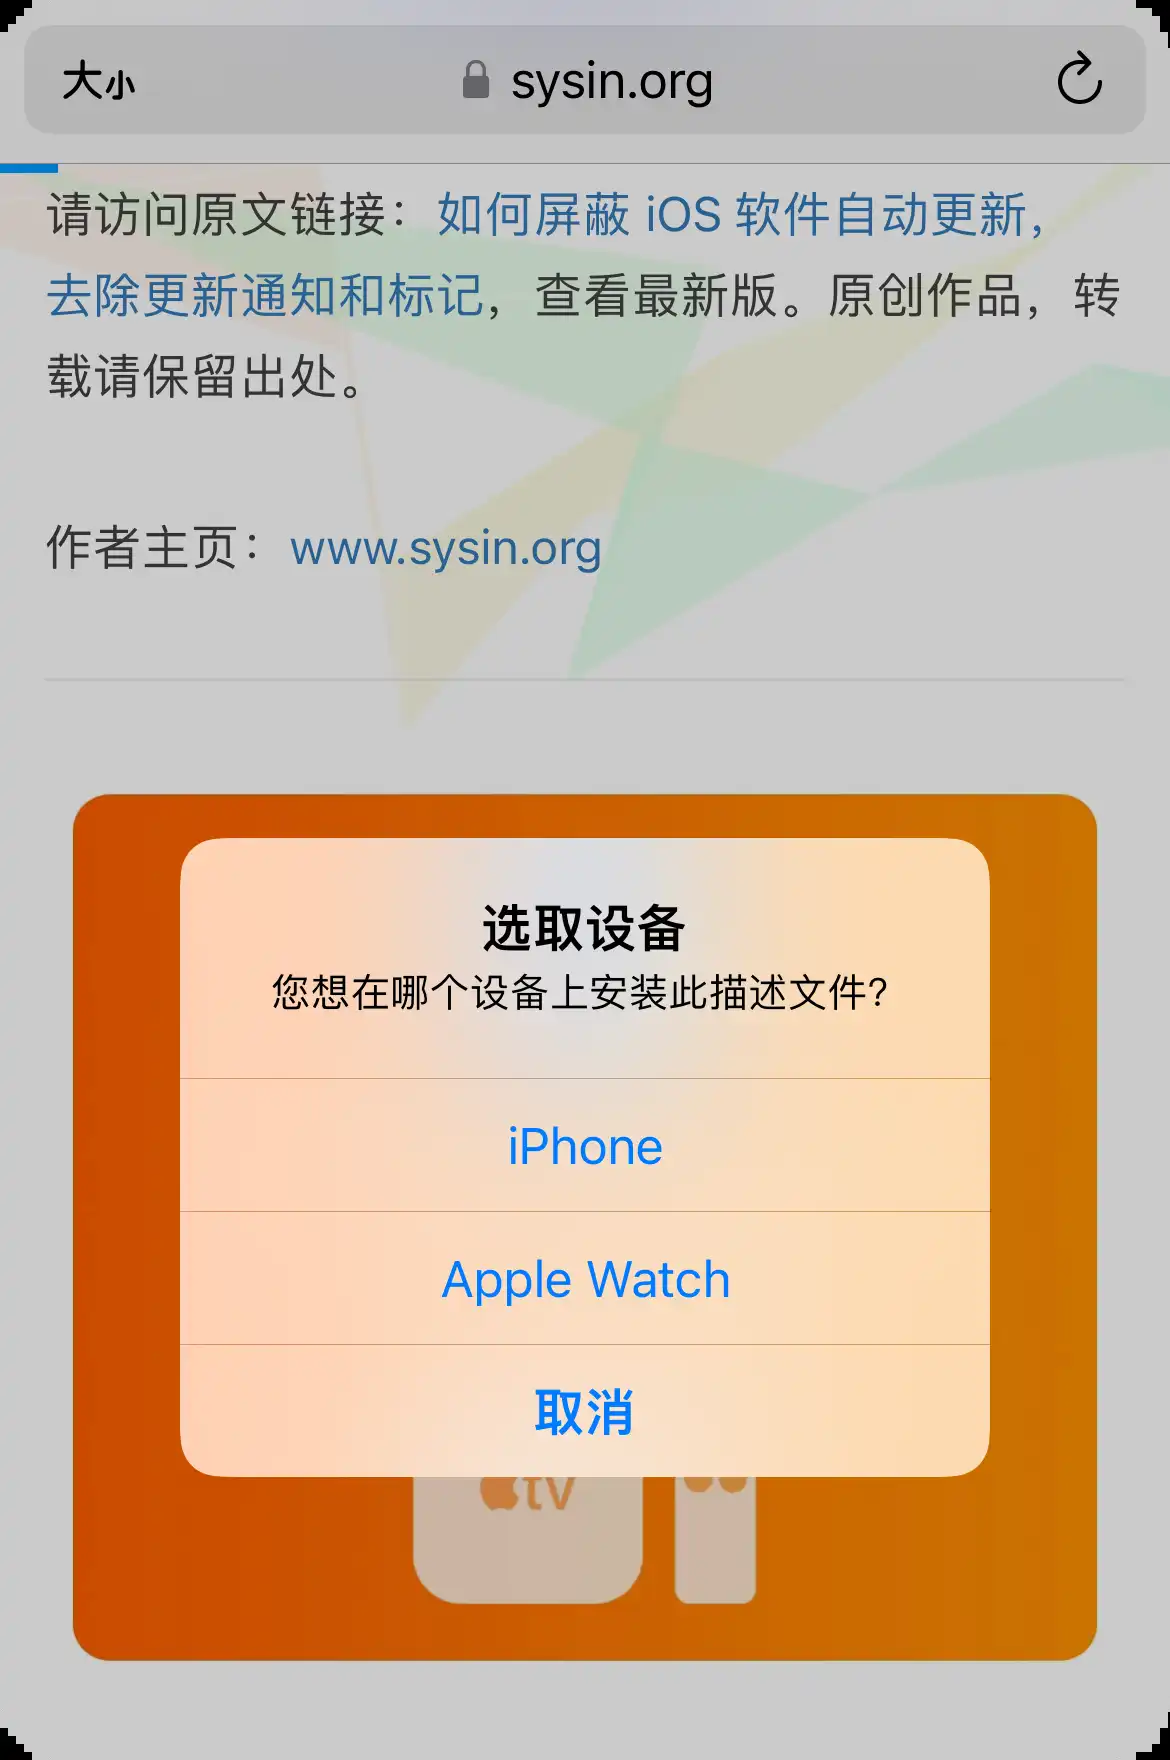 大小
sysin.org
请访问原文链接：如何屏蔽 iOS 软件自动更新，
去除更新通知和标记，查看最新版。原创作品，转
载请保留出处。
作者主页：www.sysin.org
选取设备
您想在哪个设备上安装此描述文件？
iPhone
Apple Watch
取消
tv